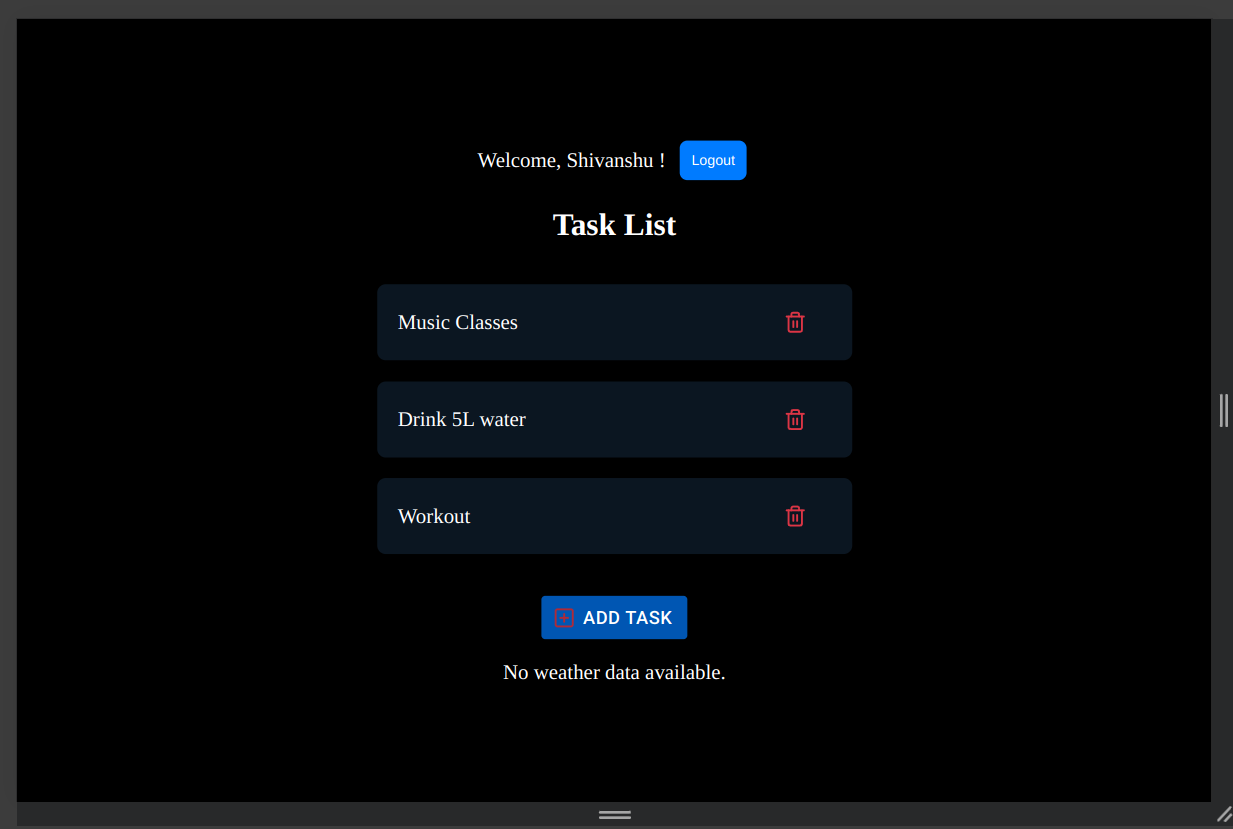 Welcome, Shivanshu ! Logout
Task List
Music Classes
Drink 5L water
Workout
ADD TASK
No weather data available.